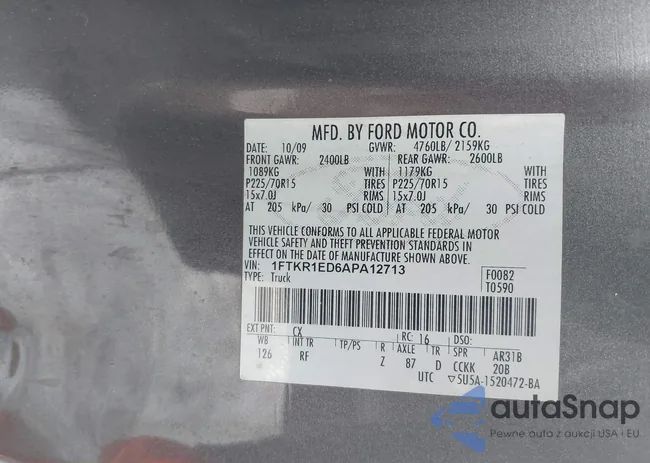 MFD. BY FORD MOTOR CO.
DATE: 10/09 GVWR: 4760LB/ 2159KG
FRONT GAWR: 2400LB REAR GAWR: 2600LB
1089KG WITH 1179KG WITH
P225/70R15 TIRES P225/70R15 TIRES
15x7.0J RIMS 15x7.0J RIMS
AT 205 kPa/ 30 PSI COLD AT 205 kPa/ 30 PSI COLD
THIS VEHICLE CONFORMS TO ALL APPLICABLE FEDERAL MOTOR
VEHICLE SAFETY AND THEFT PREVENTION STANDARDS IN
EFFECT ON THE DATE OF MANUFACTURE SHOWN ABOVE.
VIN: 1FTKR1ED6APA12713 F0082
TYPE: Truck T0590
EXT PNT: CX RC: 16 DSO:
WB INT TR TP/PS R AXLE TR SPR AR31B
126 RF Z 87 D CCKK 20B
UTC ▽5U5A-1520472-BA
autaSnap
Pewne auta z aukcji USA i EU